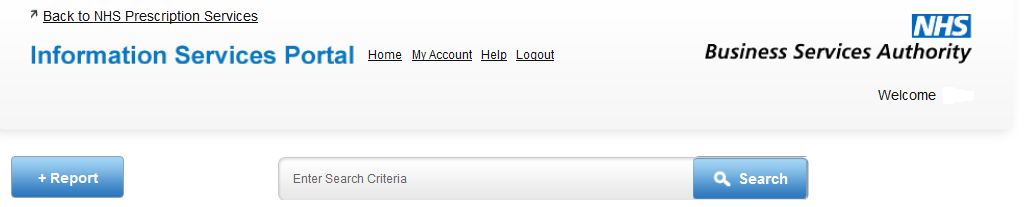 Back to NHS Prescription Services
NHS
Information Services Portal Home My Account Help Logout
Business Services Authority
Welcome
+ Report
Enter Search Criteria
Search